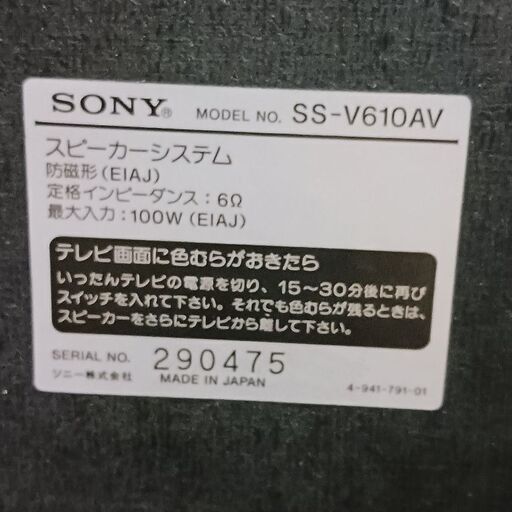 SONY® MODEL NO. SS-V610AV
スピーカーシステム
防磁形(EIAJ)
定格インピーダンス:6Ω
最大入力:100W(EIAJ)
テレビ画面に色むらがおきたら
いったんテレビの電源を切り、15〜30分後に再び
スイッチを入れて下さい。それでも色むらが残るときは、
スピーカーをさらにテレビから離して下さい。
SERIAL NO. 290475
ソニー株式会社 MADE IN JAPAN 4-941-791-01